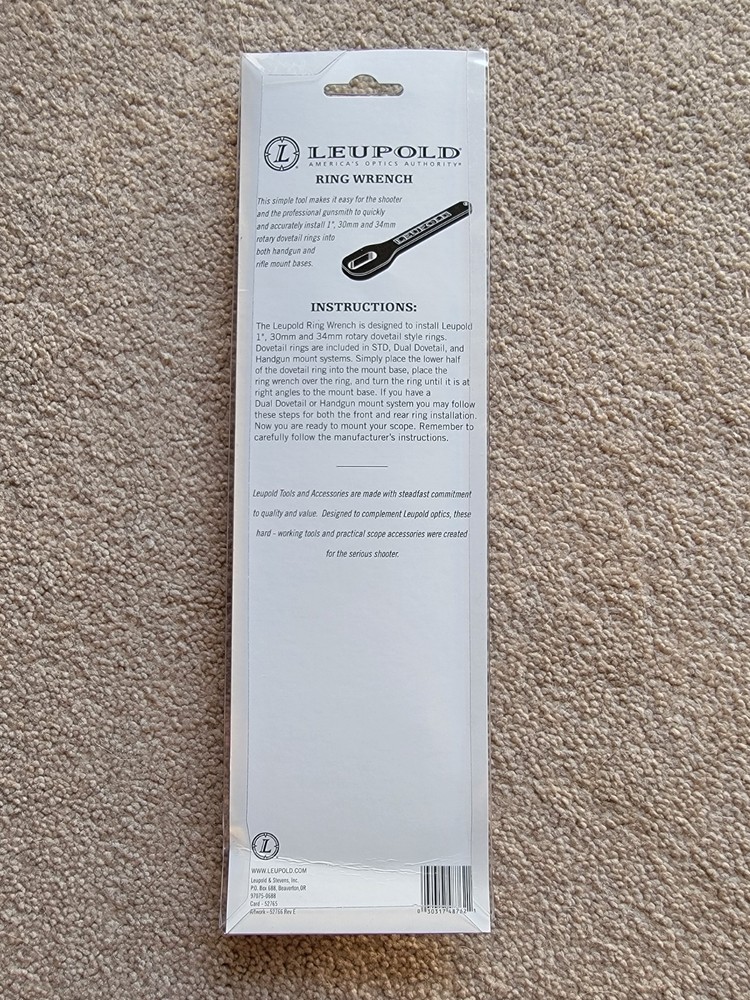 L LEUPOLD®
AMERICA'S OPTICS AUTHORITY®
RING WRENCH
This simple tool makes it easy for the shooter
and the professional gunsmith to quickly
and accurately install 1", 30mm and 34mm
rotary dovetail rings into
both handgun and
rifle mount bases.
LEUPOLD
INSTRUCTIONS:
The Leupold Ring Wrench is designed to install Leupold
1", 30mm and 34mm rotary dovetail style rings.
Dovetail rings are included in STD, Dual Dovetail, and
Handgun mount systems. Simply place the lower half
of the dovetail ring into the mount base, place the
ring wrench over the ring, and turn the ring until it is at
right angles to the mount base. If you have a
Dual Dovetail or Handgun mount system you may follow
these steps for both the front and rear ring installation.
Now you are ready to mount your scope. Remember to
carefully follow the manufacturer's instructions.
Leupold Tools and Accessories are made with steadfast commitment
to quality and value. Designed to complement Leupold optics, these
hard - working tools and practical scope accessories were created
for the serious shooter.
L
WWW.LEUPOLD.COM
Leupold & Stevens, Inc.
P.O. Box 688, Beaverton,OR
97075-0688
Card - 52765
Artwork - 52766 Rev E